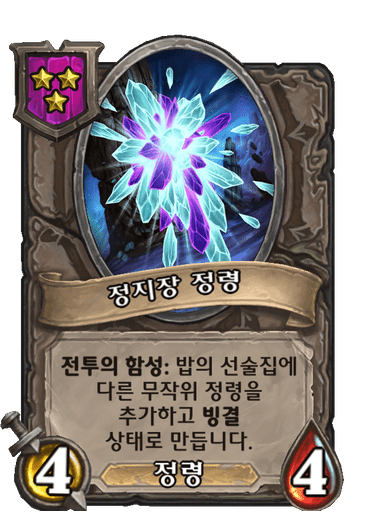 정지장 정령
전투의 함성: 밥의 선술집에
다른 무작위 정령을
추가하고 빙결
상태로 만듭니다.
4
정령
4